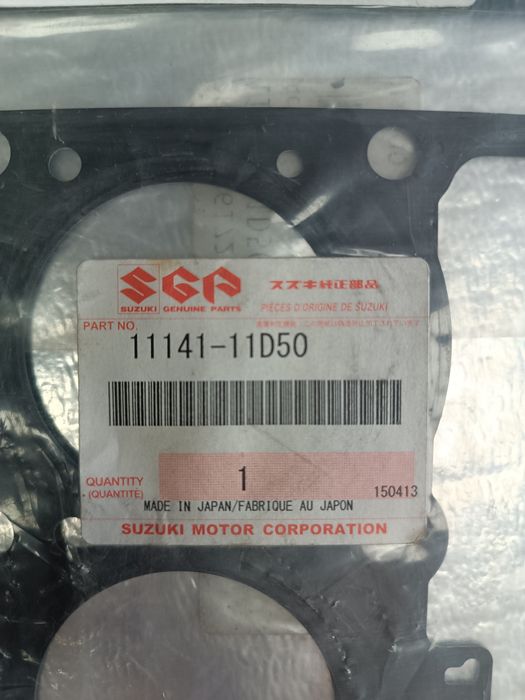 SGP スズキ純正部品
SUZUKI GENUINE PARTS PIÈCES D'ORIGINE DE SUZUKI
PART NO.
11141-11D50
QUANTITY
(QUANTITÉ)
1
150413
MADE IN JAPAN/FABRIQUE AU JAPON
SUZUKI MOTOR CORPORATION